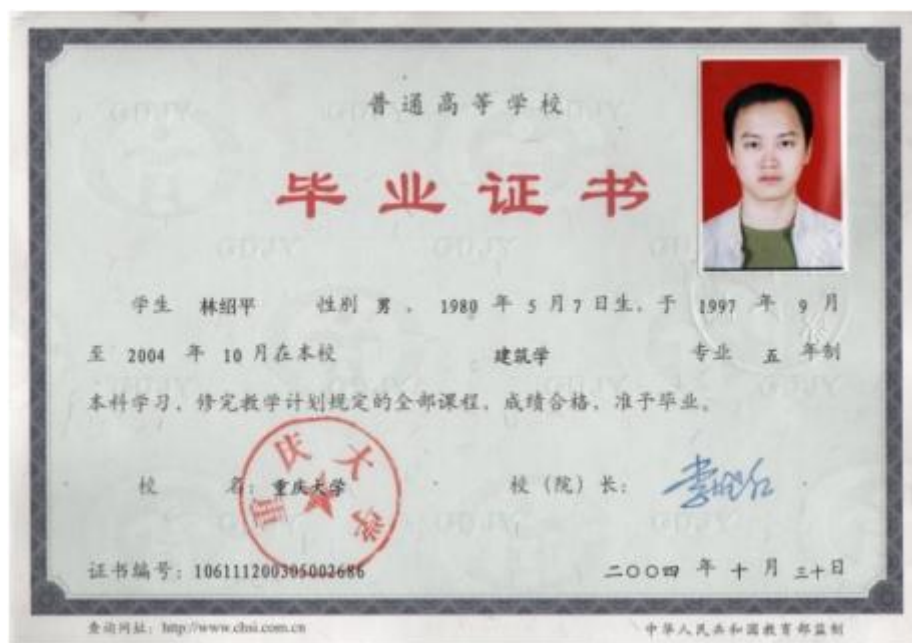 普通高等学校
毕业证书
学生 林绍平 性别 男 ， 1980 年 5 月 7 日生，于 1997 年 9 月
至 2004 年 10 月在本校 建筑学 专业 五 年制
本科学习，修完教学计划规定的全部课程，成绩合格，准予毕业。
校 名：重庆大学 校（院）长：
重庆大学
证书编号：106111200305002686 二〇〇四 年 十 月 三十日
查询网址：http://www.chsi.com.cn 中华人民共和国教育部监制